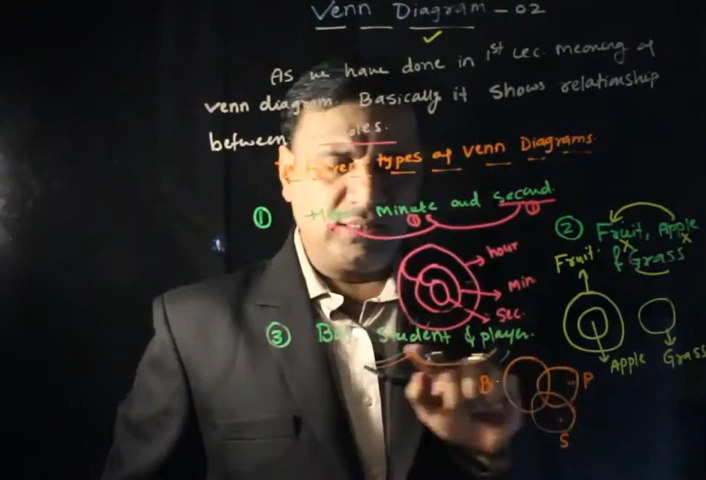 Venn Diagram - 02
As we have done in 1st Lec. meaning of
venn diagram. Basically it shows relationship
between
types of Venn Diagrams.
① Minute and Second.
② Fruit, Apple
& Grass
hour
min
Sec.
Fruit
Apple
Grass
③ Student & player.
B
P
S